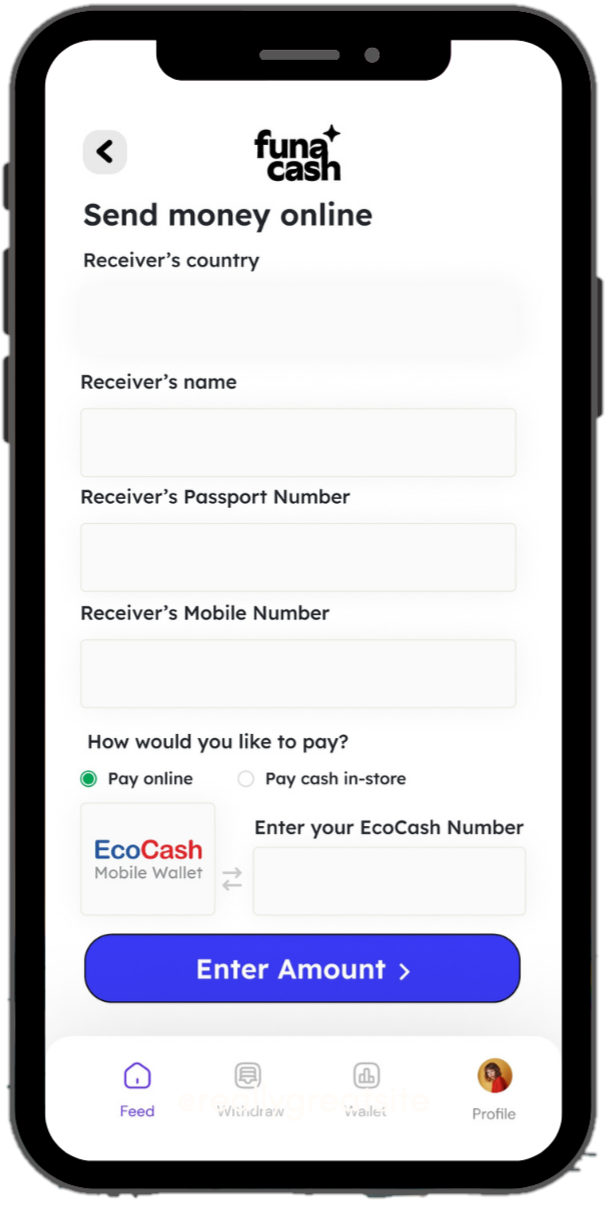 funa
cash
Send money online
Receiver's country
Receiver's name
Receiver's Passport Number
Receiver's Mobile Number
How would you like to pay?
Pay online Pay cash in-store
Enter your EcoCash Number
EcoCash
Mobile Wallet
Enter Amount >
Feed Withdraw Wallet Profile